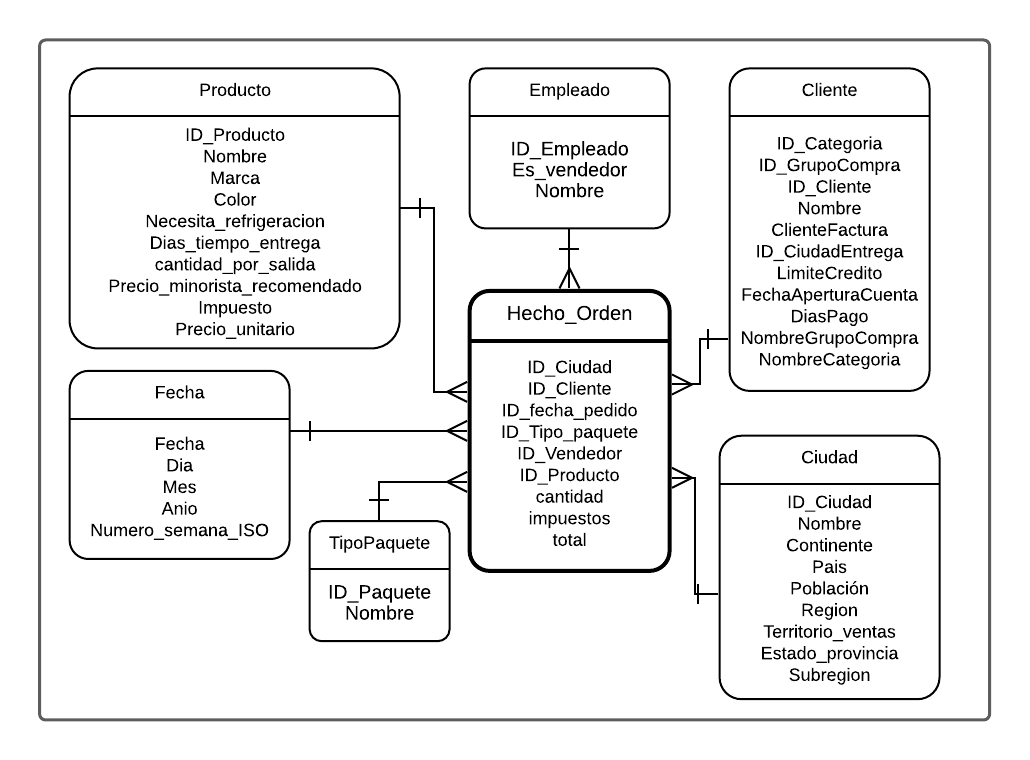 Producto
ID_Producto
Nombre
Marca
Color
Necesita_refrigeracion
Dias_tiempo_entrega
cantidad_por_salida
Precio_minorista_recomendado
Impuesto
Precio_unitario
Empleado
ID_Empleado
Es_vendedor
Nombre
Cliente
ID_Categoria
ID_GrupoCompra
ID_Cliente
Nombre
ClienteFactura
ID_CiudadEntrega
LimiteCredito
FechaAperturaCuenta
DiasPago
NombreGrupoCompra
NombreCategoria
Hecho_Orden
ID_Ciudad
ID_Cliente
ID_fecha_pedido
ID_Tipo_paquete
ID_Vendedor
ID_Producto
cantidad
impuestos
total
Fecha
Fecha
Dia
Mes
Anio
Numero_semana_ISO
TipoPaquete
ID_Paquete
Nombre
Ciudad
ID_Ciudad
Nombre
Continente
Pais
Población
Region
Territorio_ventas
Estado_provincia
Subregion